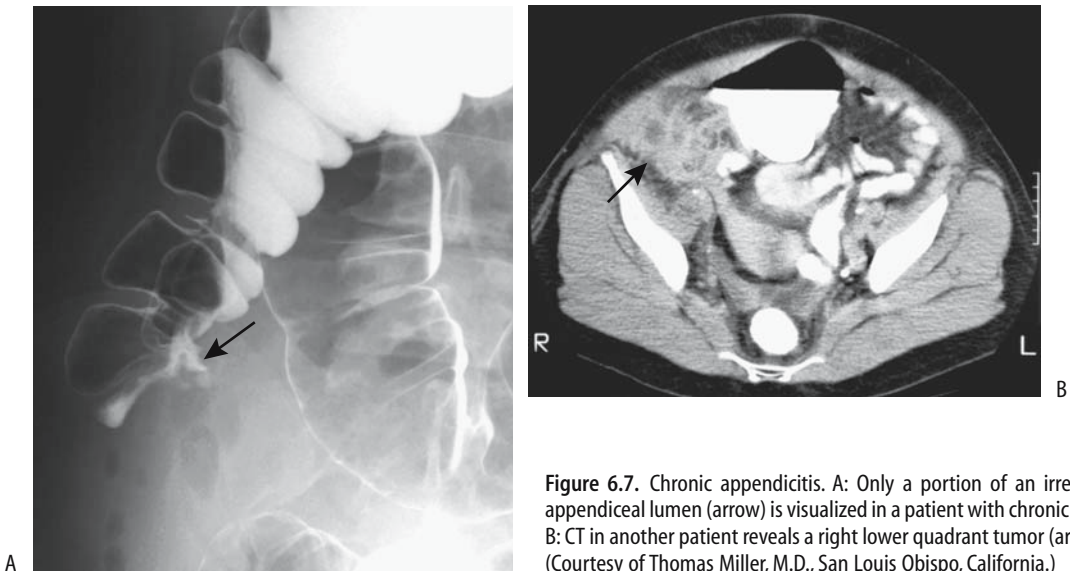 R
L
B
A
Figure 6.7. Chronic appendicitis. A: Only a portion of an irre
appendiceal lumen (arrow) is visualized in a patient with chronic
B: CT in another patient reveals a right lower quadrant tumor (ar
(Courtesy of Thomas Miller, M.D., San Louis Obispo, California.)